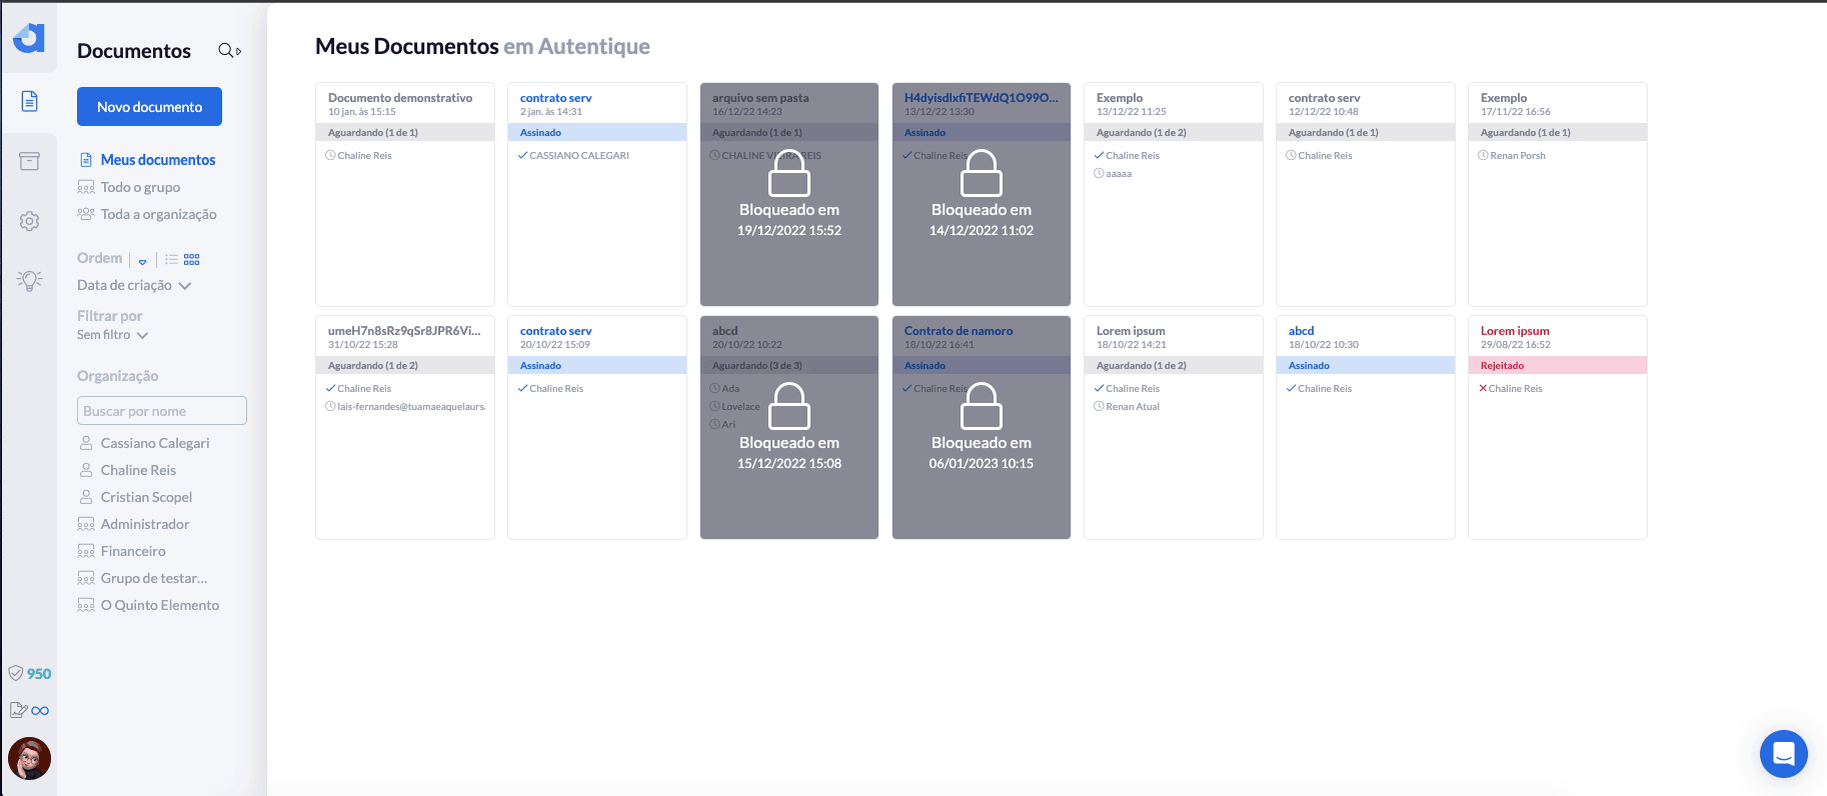 Documentos
Novo documento
Meus documentos
Todo o grupo
Toda a organização
Ordem
Data de criação
Filtrar por
Sem filtro
Organização
Buscar por nome
Cassiano Calegari
Chaline Reis
Cristian Scopel
Administrador
Financeiro
Grupo de testar...
O Quinto Elemento
950
Meus Documentos em Autentique
Documento demonstrativo
10 jan. às 15:15
Aguardando (1 de 1)
Chaline Reis
contrato serv
2 jan. às 14:31
Assinado
CASSIANO CALEGARI
arquivo sem pasta
16/12/22 14:23
Aguardando (1 de 1)
CHALINE VIEIRA REIS
Bloqueado em
19/12/2022 15:52
H4dyisdlxfiTEWdQ1O99O...
13/12/22 13:30
Assinado
Chaline Reis
Bloqueado em
14/12/2022 11:02
Exemplo
13/12/22 11:25
Aguardando (1 de 2)
Chaline Reis
aaaaa
contrato serv
12/12/22 10:48
Aguardando (1 de 1)
Chaline Reis
Exemplo
17/11/22 16:56
Aguardando (1 de 1)
Renan Porsh
umeH7n8sRz9qSr8JPR6Vi...
31/10/22 15:28
Aguardando (1 de 2)
Chaline Reis
lais-fernandes@tuamaeaquelaurs
contrato serv
20/10/22 15:09
Assinado
Chaline Reis
abcd
20/10/22 10:22
Aguardando (3 de 3)
Ada
Lovelace
Ari
Bloqueado em
15/12/2022 15:08
Contrato de namoro
18/10/22 16:41
Assinado
Chaline Reis
Bloqueado em
06/01/2023 10:15
Lorem ipsum
18/10/22 14:21
Aguardando (1 de 2)
Chaline Reis
Renan Atual
abcd
18/10/22 10:30
Assinado
Chaline Reis
Lorem ipsum
29/08/22 16:52
Rejeitado
Chaline Reis